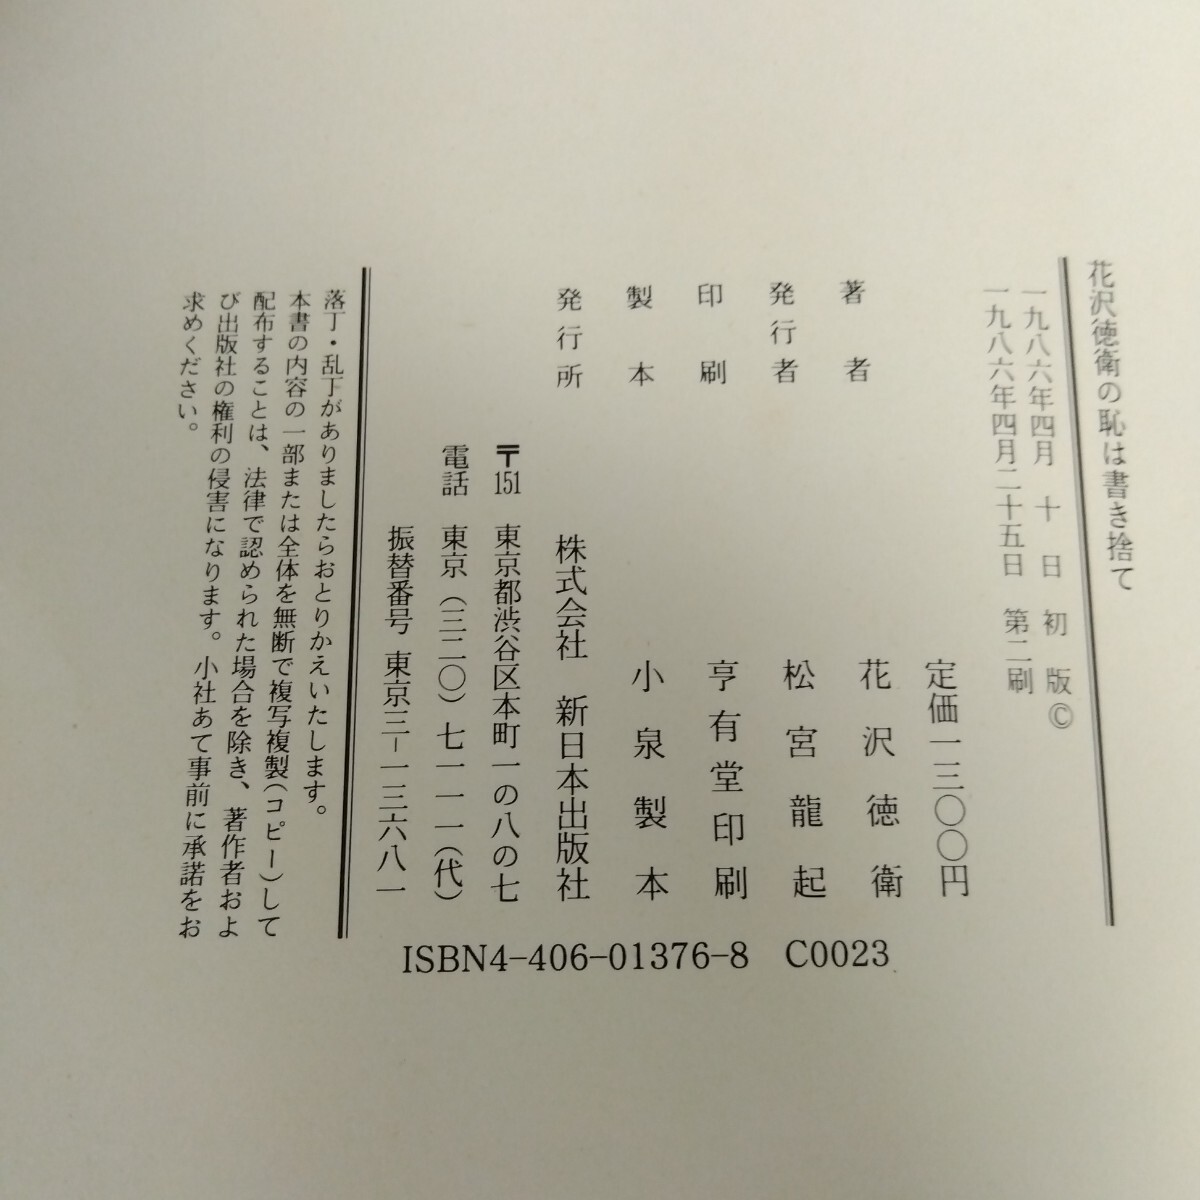 花沢徳衛の恥は書き捨て
一九八六年四月 十 日 初 版©
一九八六年四月二十五日 第二刷
定価一三〇〇円
著者 花沢徳衛
発行者 松宮龍起
印刷 亨有堂印刷
製本 小泉製本
発行所 株式会社 新日本出版社
〒151 東京都渋谷区本町一の八の七
電話 東京(三二〇)七一一一(代)
振替番号 東京三-一三六八一
落丁・乱丁がありましたらおとりかえいたします。
本書の内容の一部または全体を無断で複写複製(コピー)して
配布することは、法律で認められた場合を除き、著作者およ
び出版社の権利の侵害になります。小社あて事前に承諾をお
求めください。
ISBN4-406-01376-8 C0023